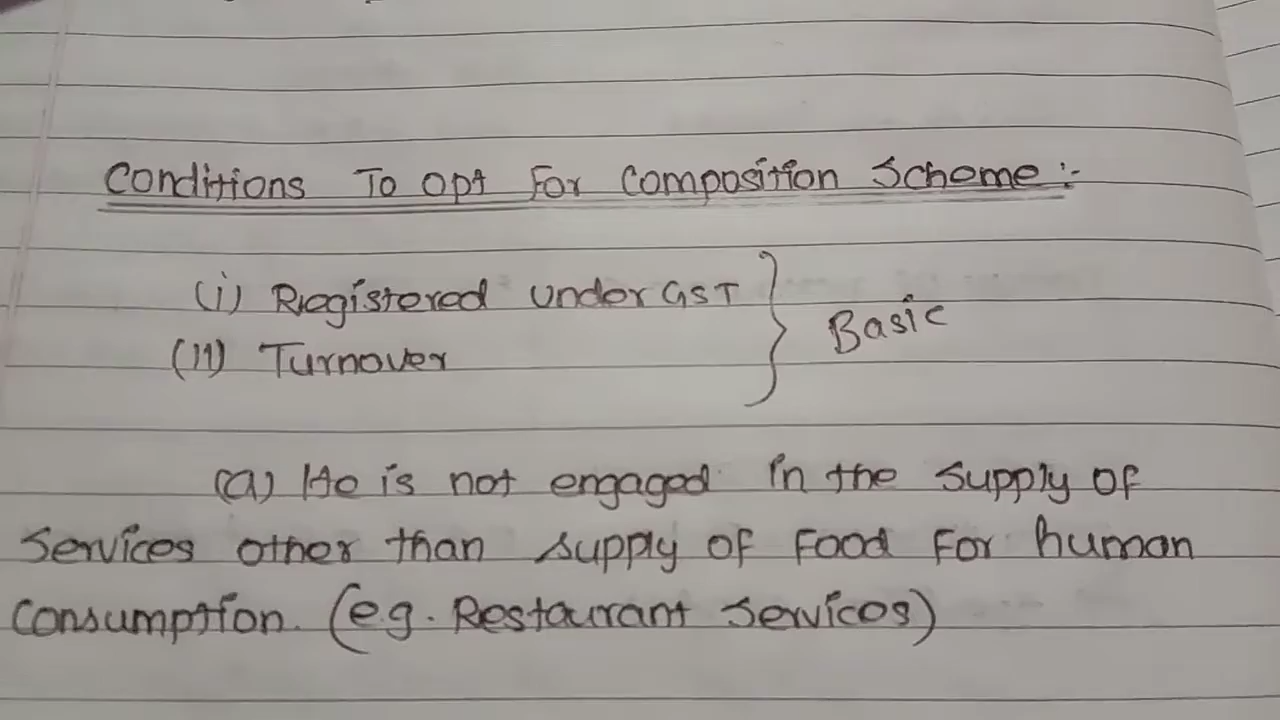 Conditions To opt For Composition Scheme :-
(i) Registered under GST
Basic
(ii) Turnover
(a) He is not engaged in the supply of
Services other than supply of Food For human
Consumption. (e.g. Restaurant Services)